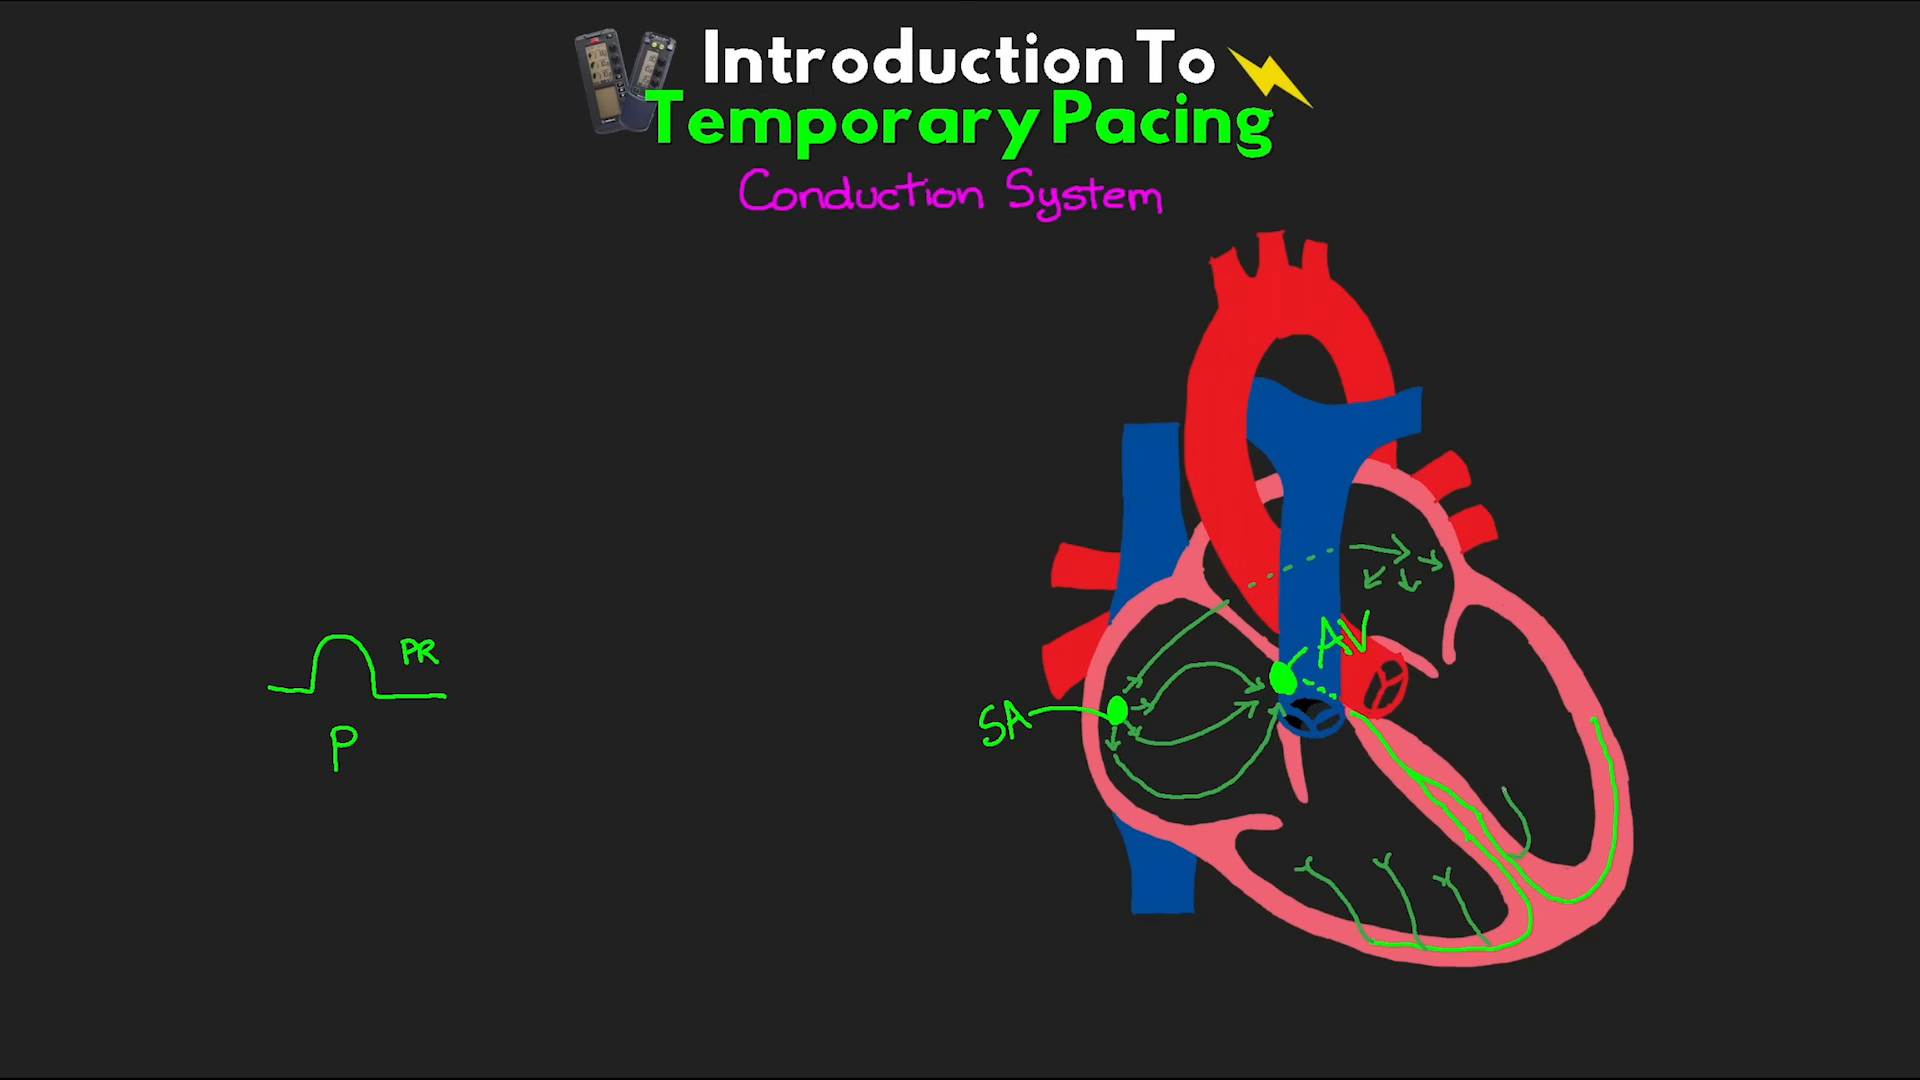 Introduction To
Temporary Pacing
Conduction System
AV
PR
SA
P